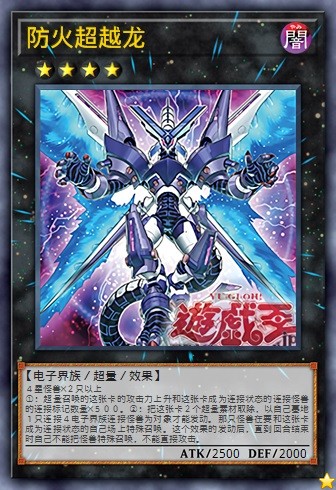 防火超越龙
闇
YU-GI-OH!
遊戯王
【电子界族／超量／效果】
４星怪兽×２只以上
①：超量召唤的这张卡的攻击力上升和这张卡成为连接状态的连接怪兽
的连接标记数量×５００。②：把这张卡２个超量素材取除，以自己墓地
１只连接４电子界族连接怪兽为对象才能发动。那只怪兽在要和这张卡
成为连接状态的自己场上特殊召唤。这个效果的发动后，直到回合结束
时自己不能把怪兽特殊召唤，不能直接攻击。
ATK/2500 DEF/2000